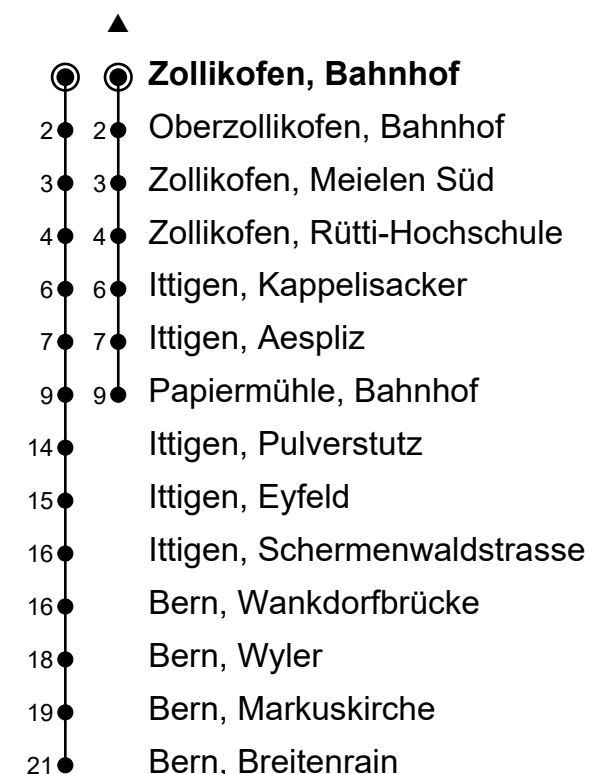 ▲
Zollikofen, Bahnhof
2 2 Oberzollikofen, Bahnhof
3 3 Zollikofen, Meielen Süd
4 4 Zollikofen, Rütti-Hochschule
6 6 Ittigen, Kappelisacker
7 7 Ittigen, Aespliz
9 9 Papiermühle, Bahnhof
14 Ittigen, Pulverstutz
15 Ittigen, Eyfeld
16 Ittigen, Schermenwaldstrasse
16 Bern, Wankdorfbrücke
18 Bern, Wyler
19 Bern, Markuskirche
21 Bern, Breitenrain